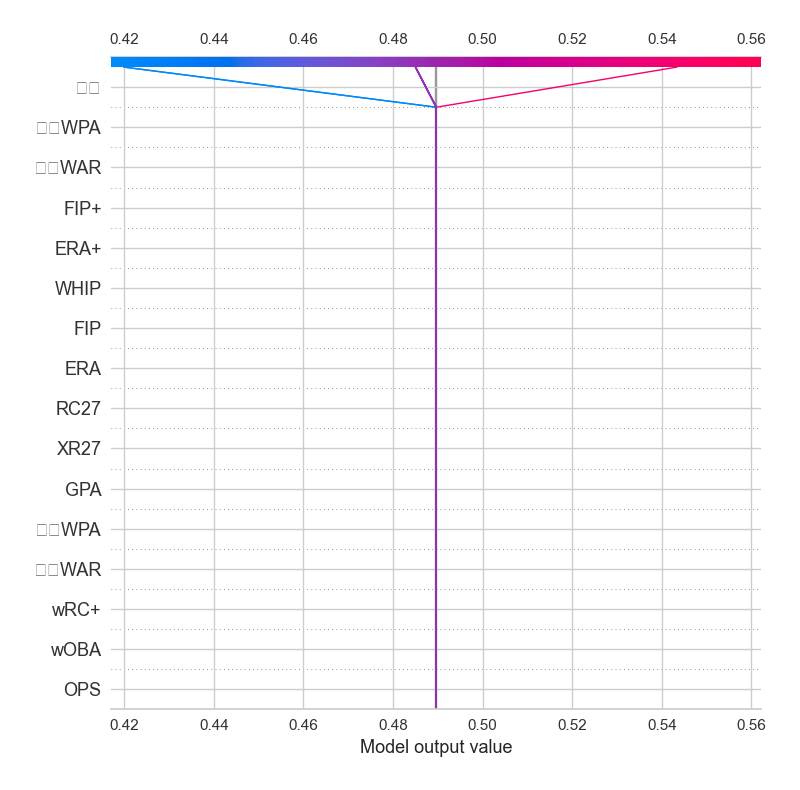 0.42 0.44 0.46 0.48 0.50 0.52 0.54 0.56
WPA
WAR
FIP+
ERA+
WHIP
FIP
ERA
RC27
XR27
GPA
WPA
WAR
wRC+
wOBA
OPS
0.42 0.44 0.46 0.48 0.50 0.52 0.54 0.56
Model output value